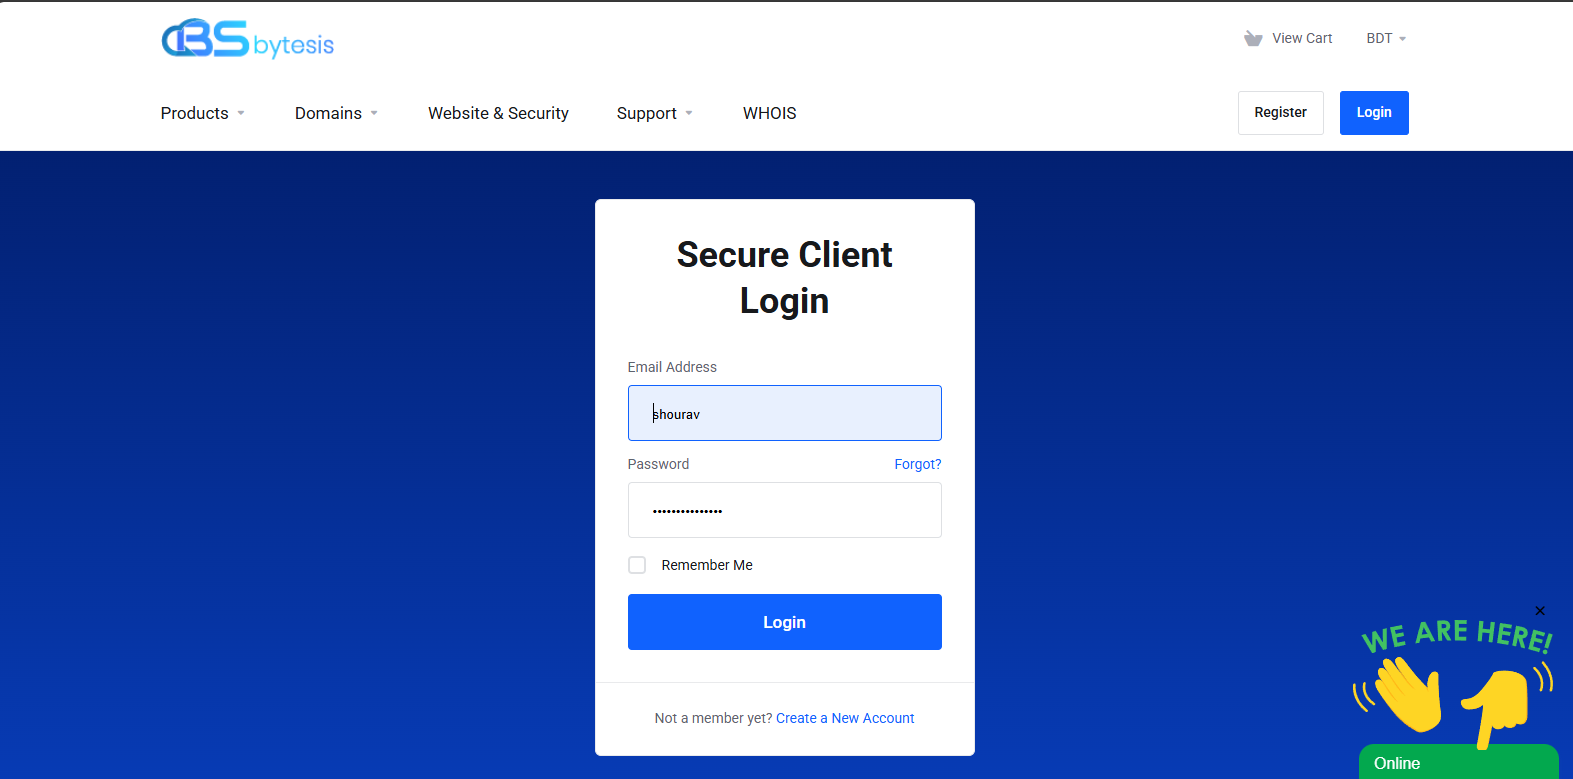 BS bytesis
View Cart
BDT
Products
Domains
Website & Security
Support
WHOIS
Register
Login
Secure Client
Login
Email Address
shourav
Password
Forgot?
Remember Me
Login
Not a member yet? Create a New Account
WE ARE HERE!
Online